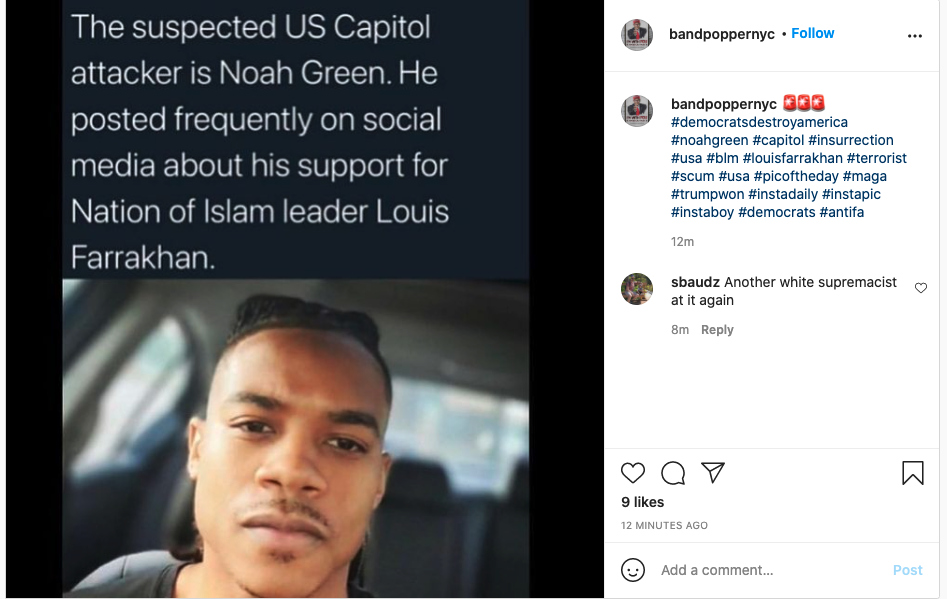 The suspected US Capitol
attacker is Noah Green. He
posted frequently on social
media about his support for
Nation of Islam leader Louis
Farrakhan.
bandpoppernyc • Follow
bandpoppernyc 🚨🚨🚨
#democratsdestroyamerica
#noahgreen #capitol #insurrection
#usa #blm #louisfarrakhan #terrorist
#scum #usa #picoftheday #maga
#trumpwon #instadaily #instapic
#instaboy #democrats #antifa
12m
sbaudz Another white supremacist
at it again
8m Reply
9 likes
12 MINUTES AGO
Add a comment... Post